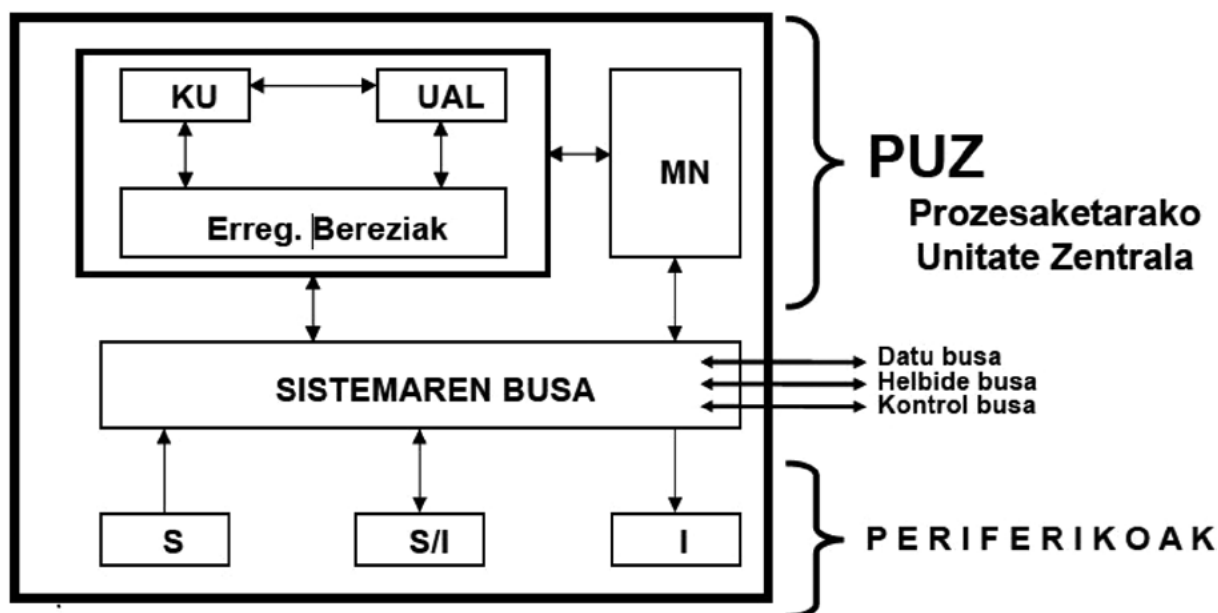 KU
UAL
MN
Erreg. Bereziak
PUZ
Prozesaketarako
Unitate Zentrala
SISTEMAREN BUSA
Datu busa
Helbide busa
Kontrol busa
S
S/I
I
PERIFERIKOAK